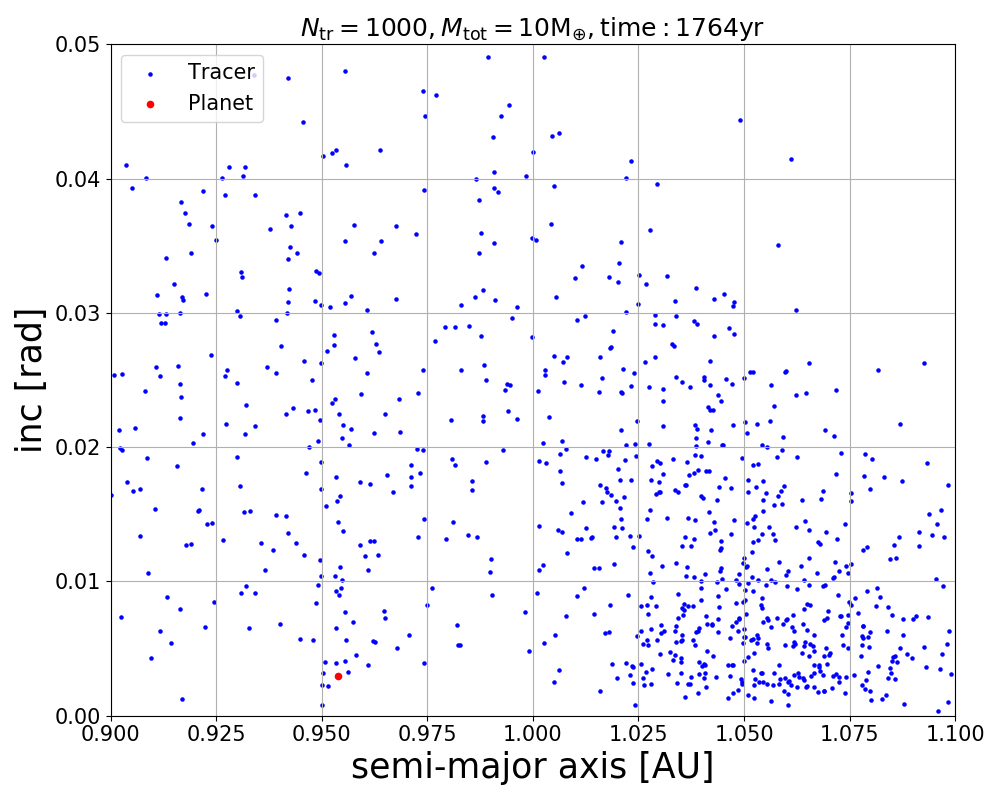 N_tr = 1000, M_tot = 10M_⊕, time : 1764yr
Tracer
Planet
0.05
0.04
0.03
0.02
0.01
0.00
inc [rad]
0.900 0.925 0.950 0.975 1.000 1.025 1.050 1.075 1.100
semi-major axis [AU]